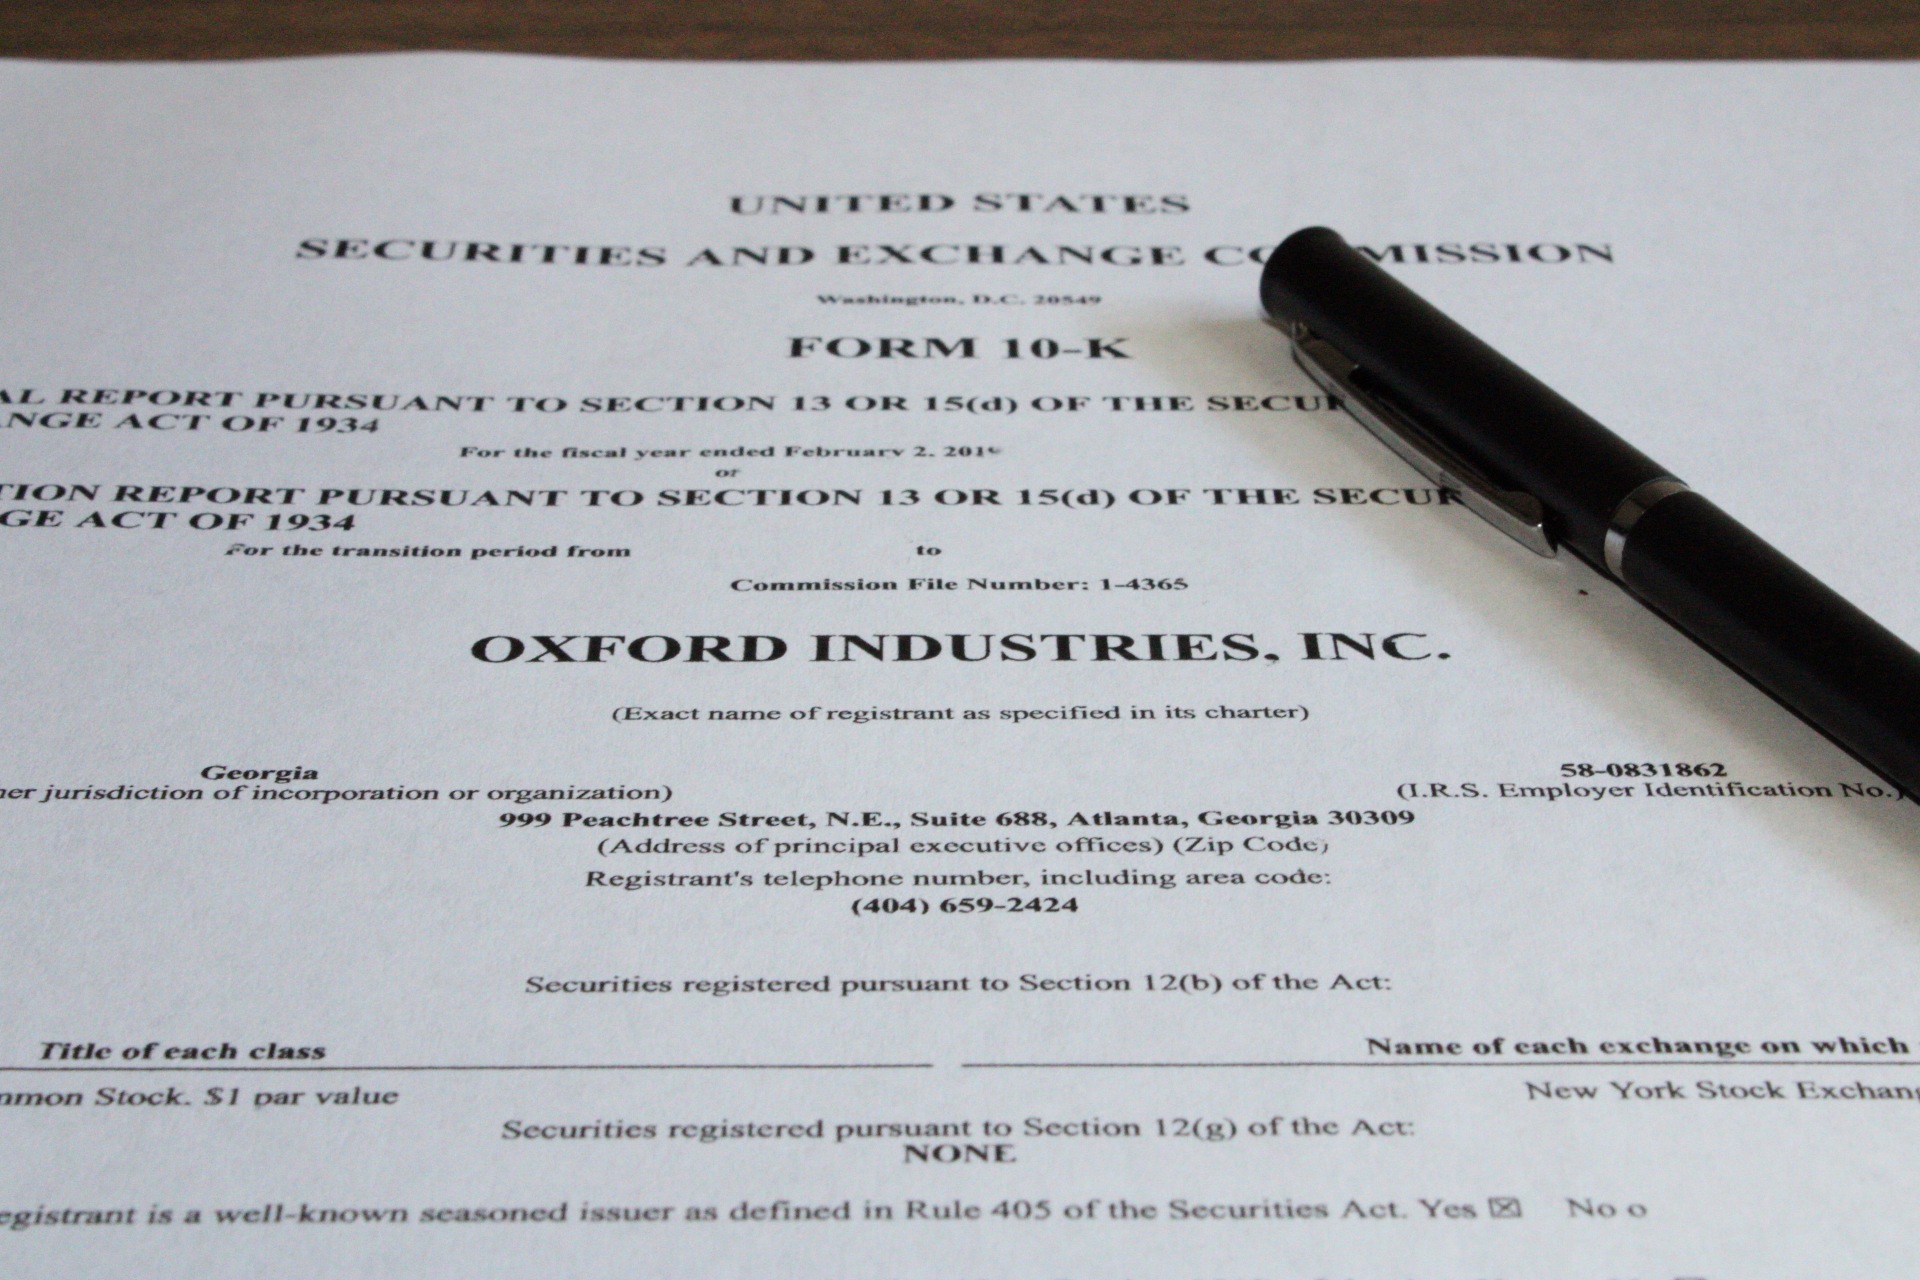 UNITED STATES
SECURITIES AND EXCHANGE CO MISSION
Washington, D.C. 20549
FORM 10-K
AL REPORT PURSUANT TO SECTION 13 OR 15(d) OF THE SECUR
NGE ACT OF 1934
For the fiscal year ended February 2, 201
or
TION REPORT PURSUANT TO SECTION 13 OR 15(d) OF THE SECUR
GE ACT OF 1934
For the transition period from to
Commission File Number: 1-4365
OXFORD INDUSTRIES, INC.
(Exact name of registrant as specified in its charter)
Georgia 58-0831862
her jurisdiction of incorporation or organization) (I.R.S. Employer Identification No.)
999 Peachtree Street, N.E., Suite 688, Atlanta, Georgia 30309
(Address of principal executive offices) (Zip Code)
Registrant's telephone number, including area code:
(404) 659-2424
Securities registered pursuant to Section 12(b) of the Act:
Title of each class Name of each exchange on which
mmon Stock, $1 par value New York Stock Exchang
Securities registered pursuant to Section 12(g) of the Act:
NONE
egistrant is a well-known seasoned issuer as defined in Rule 405 of the Securities Act. Yes ☒ No o